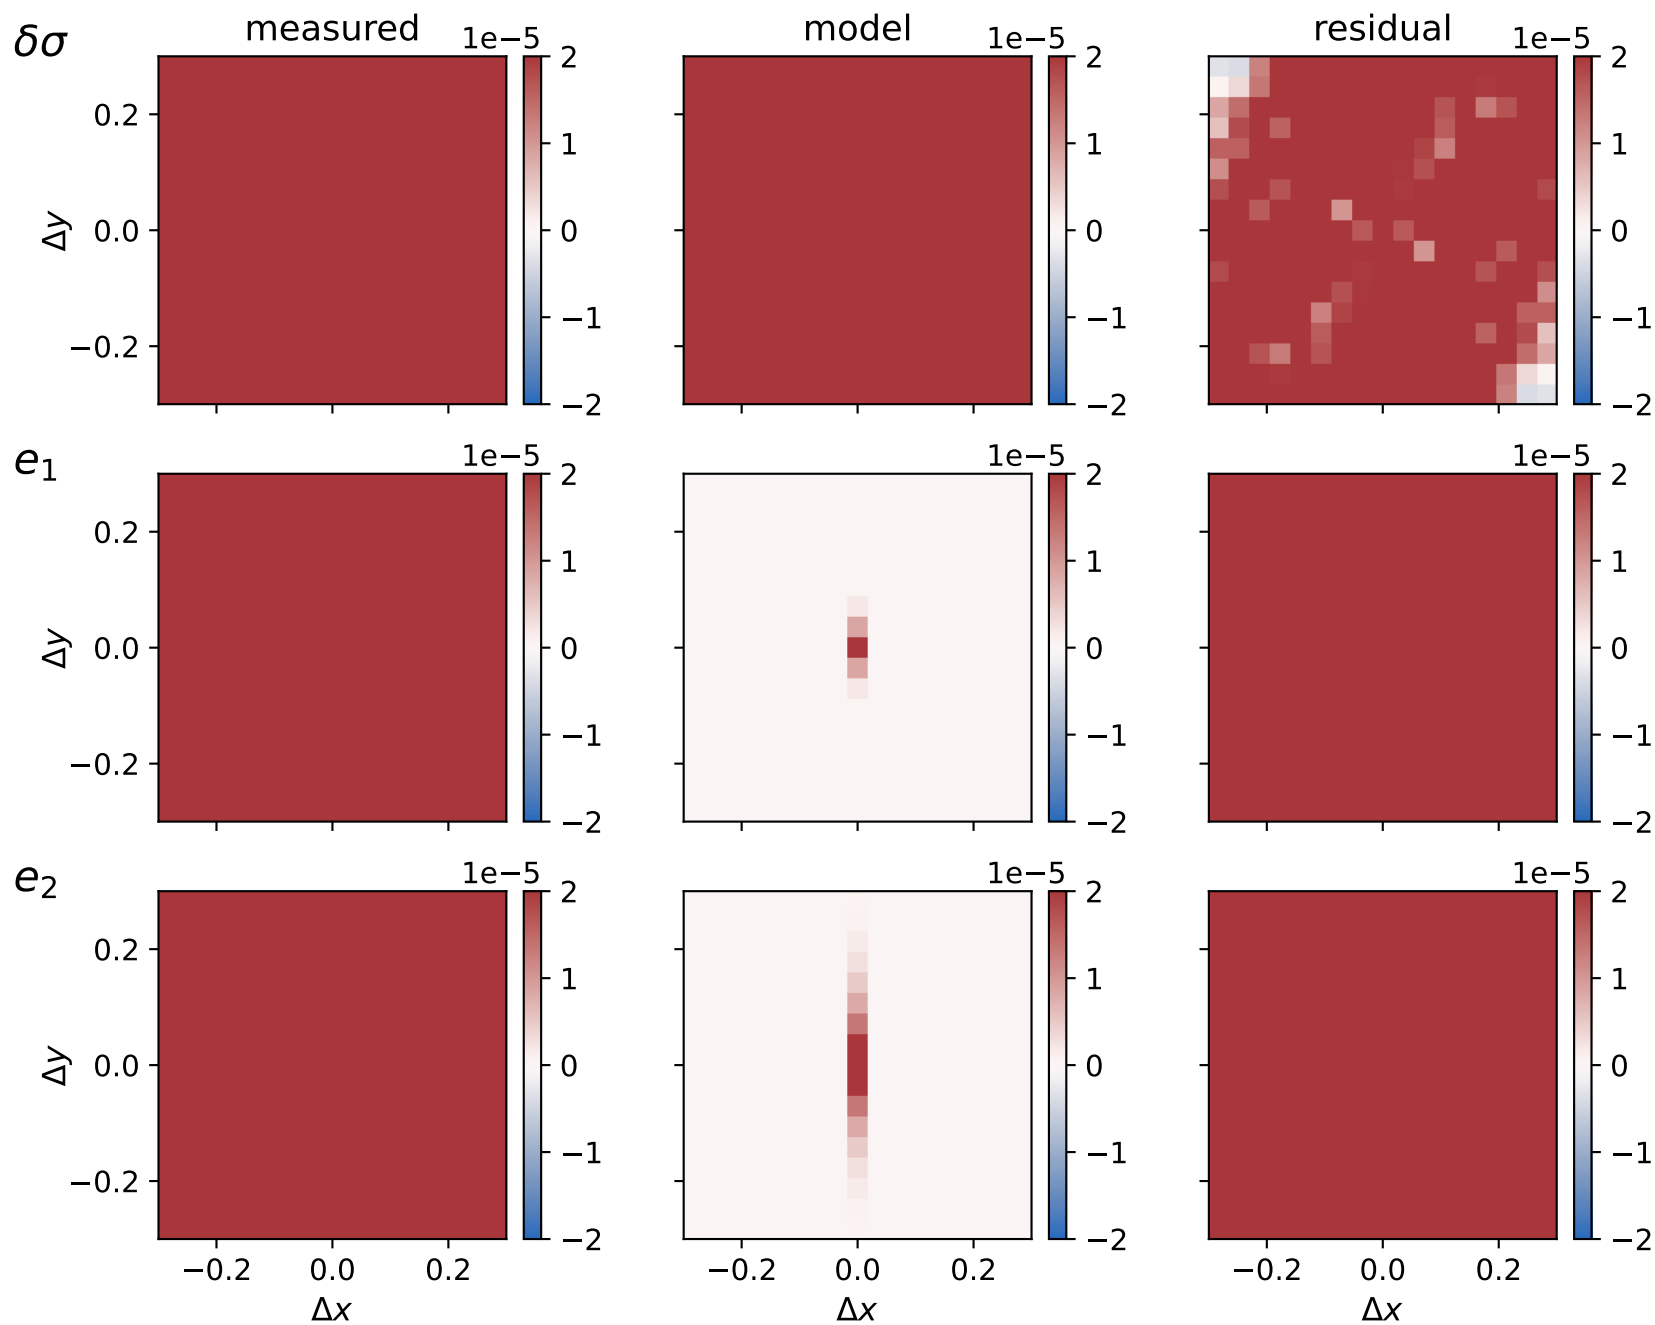 measured model residual
δσ 1e−5 1e−5 1e−5
2 2 2
0.2
1 1 1
Δy 0.0 0 0 0
−1 −1 −1
−0.2
−2 −2 −2
e1 1e−5 1e−5 1e−5
2 2 2
0.2
1 1 1
Δy 0.0 0 0 0
−1 −1 −1
−0.2
−2 −2 −2
e2 1e−5 1e−5 1e−5
2 2 2
0.2
1 1 1
Δy 0.0 0 0 0
−1 −1 −1
−0.2
−2 −2 −2
−0.2 0.0 0.2 −0.2 0.0 0.2 −0.2 0.0 0.2
Δx Δx Δx